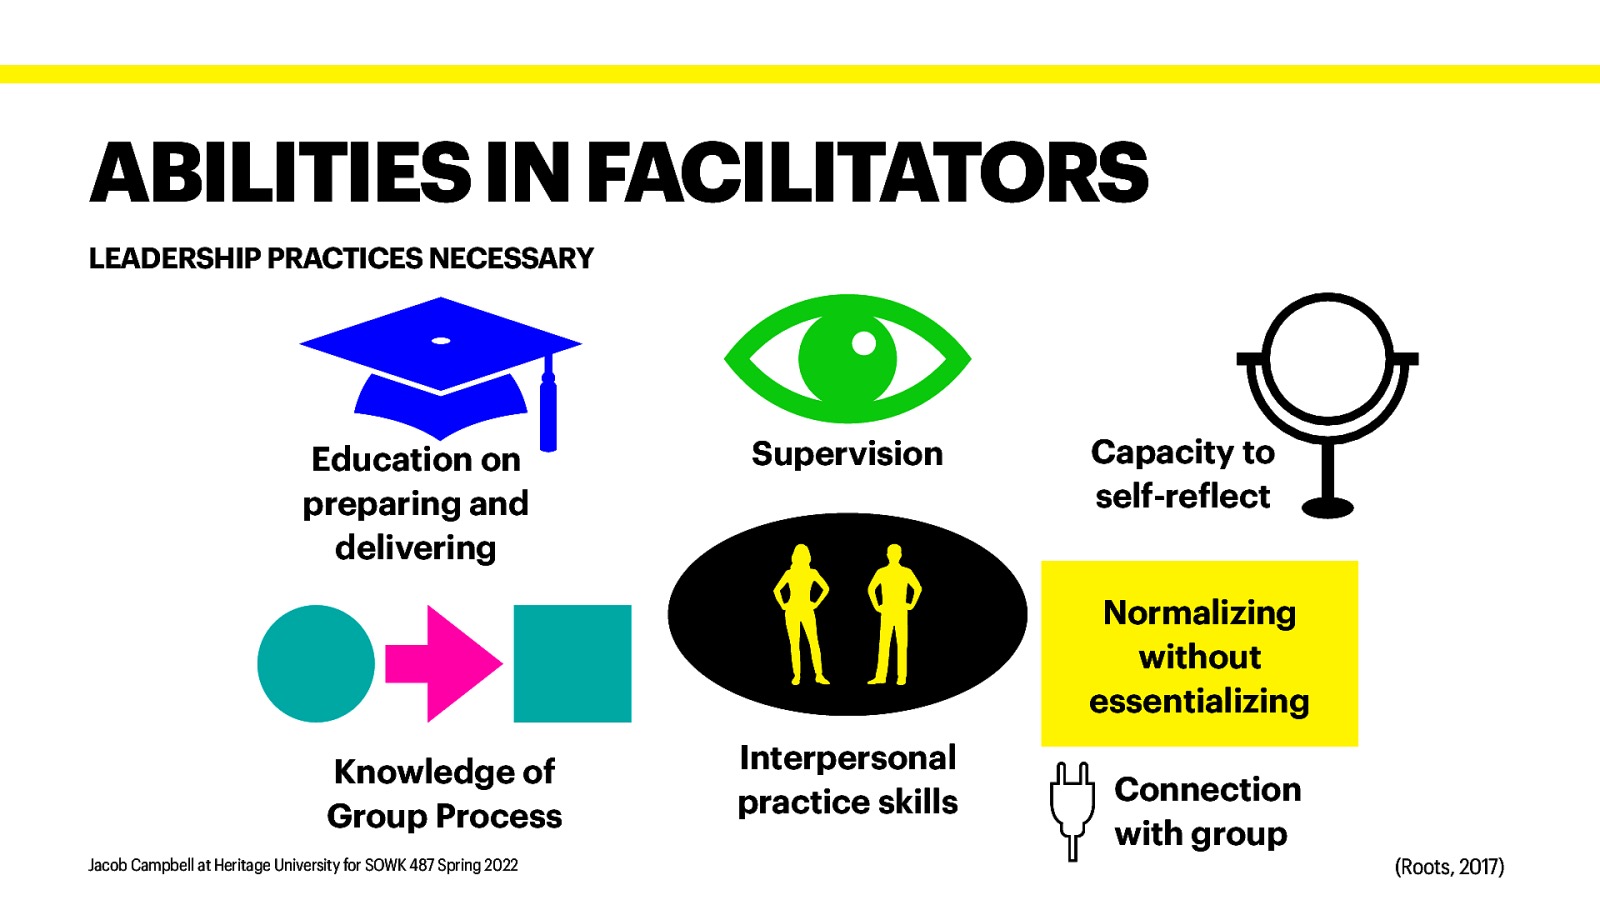 ABILITIES IN FACILITATORS
LEADERSHIP PRACTICES NECESSARY
Education on
preparing and
delivering
Supervision
Capacity to
self-reflect
Knowledge of
Group Process
Interpersonal
practice skills
Normalizing
without
essentializing
Connection
with group
Jacob Campbell at Heritage University for SOWK 487 Spring 2022
(Roots, 2017)